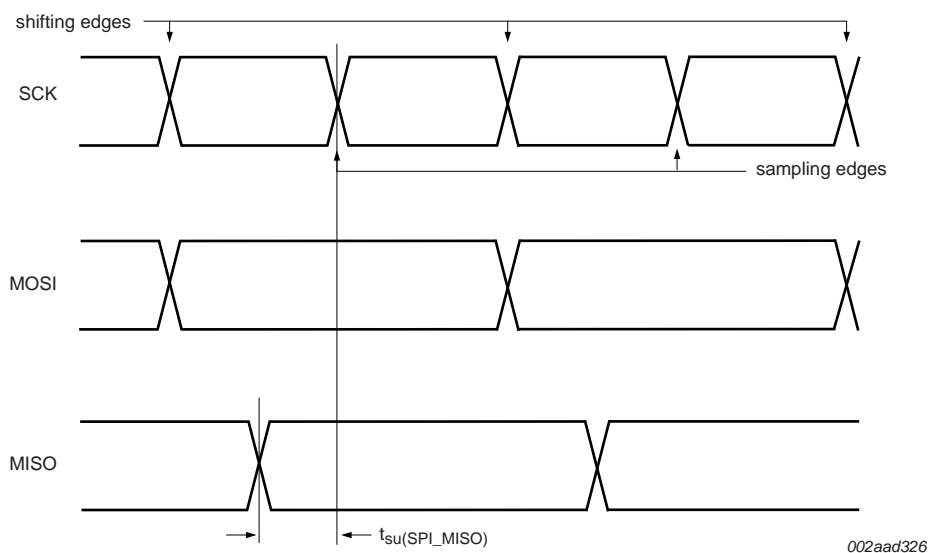 shifting edges
SCK
sampling edges
MOSI
MISO
tsu(SPI_MISO)
002aad326